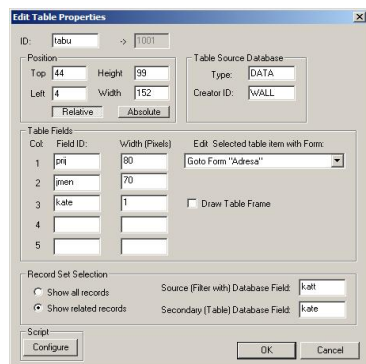 Edit Table Properties
ID: tabu -> 1001
Position
Top 44 Height 99
Left 4 Width 152
Relative Absolute
Table Source Database
Type: DATA
Creator ID: WALL
Table Fields
Col: Field ID: Width (Pixels) Edit Selected table item with Form:
1 prij 80 Goto Form "Adresa"
2 jmen 70
3 kate 1 Draw Table Frame
4
5
Record Set Selection
Show all records Source (Filter with) Database Field: katt
Show related records Secondary (Table) Database Field: kate
Script
Configure OK Cancel